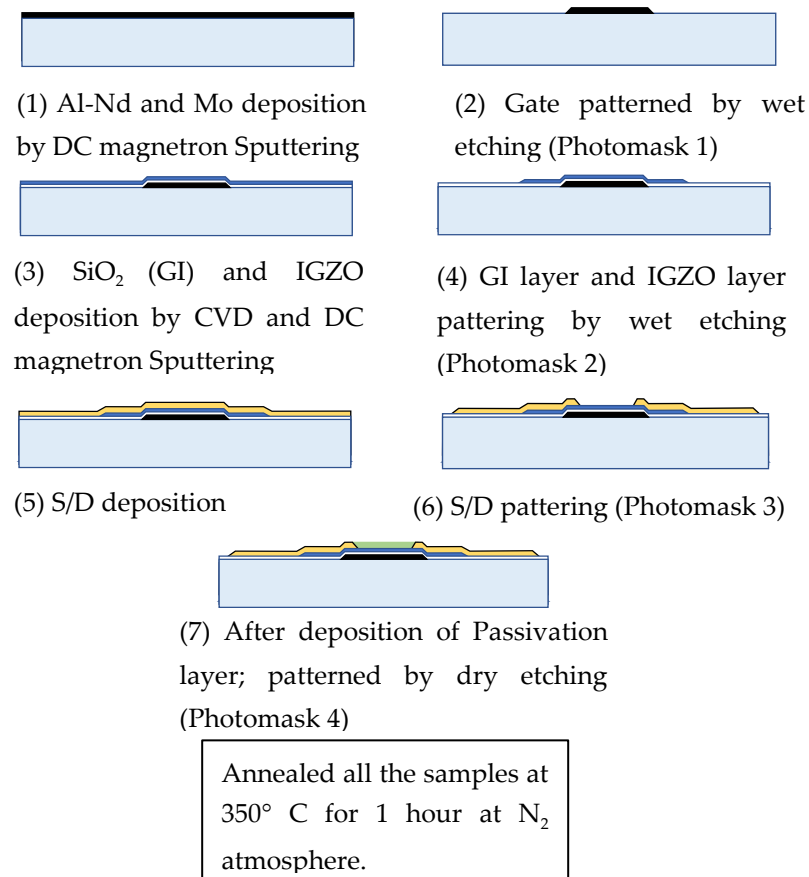 (1) Al-Nd and Mo deposition
by DC magnetron Sputtering
(2) Gate patterned by wet
etching (Photomask 1)
(3) SiO₂ (GI) and IGZO
deposition by CVD and DC
magnetron Sputtering
(4) GI layer and IGZO layer
pattering by wet etching
(Photomask 2)
(5) S/D deposition
(6) S/D pattering (Photomask 3)
(7) After deposition of Passivation
layer; patterned by dry etching
(Photomask 4)
Annealed all the samples at
350° C for 1 hour at N₂
atmosphere.